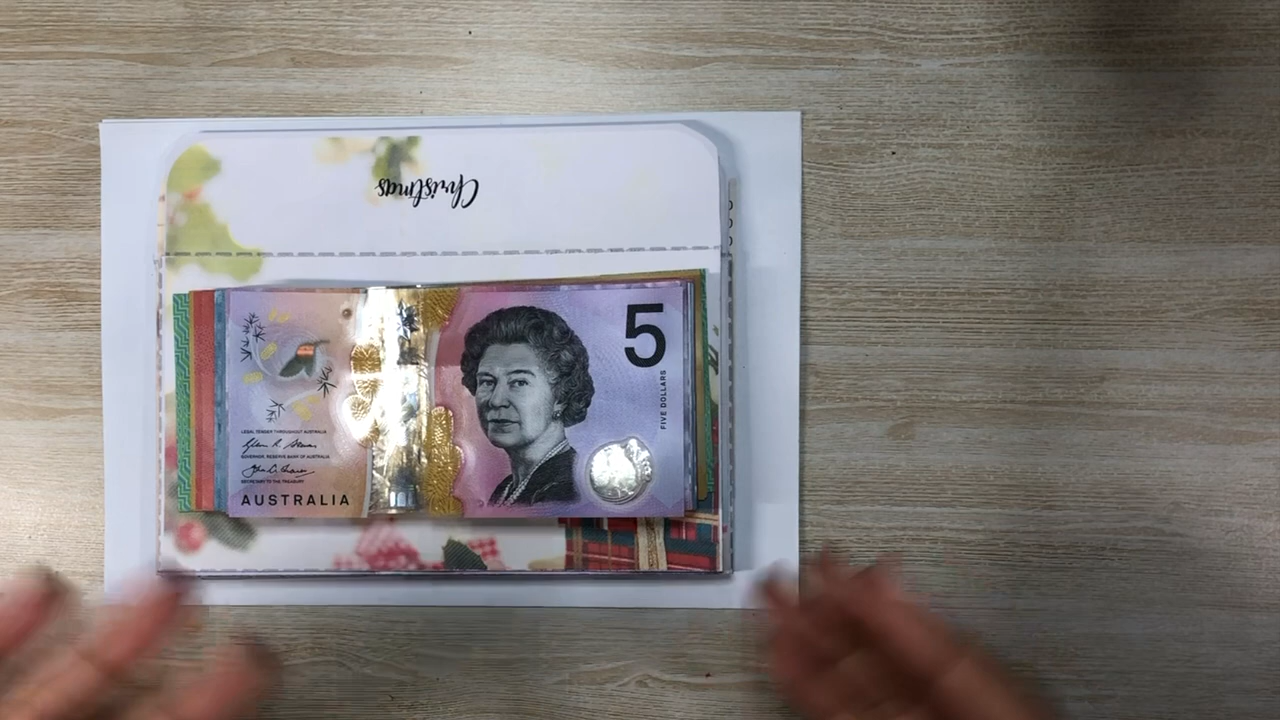 Christmas
5
FIVE DOLLARS
LEGAL TENDER THROUGHOUT AUSTRALIA
GOVERNOR, RESERVE BANK OF AUSTRALIA
SECRETARY TO THE TREASURY
AUSTRALIA